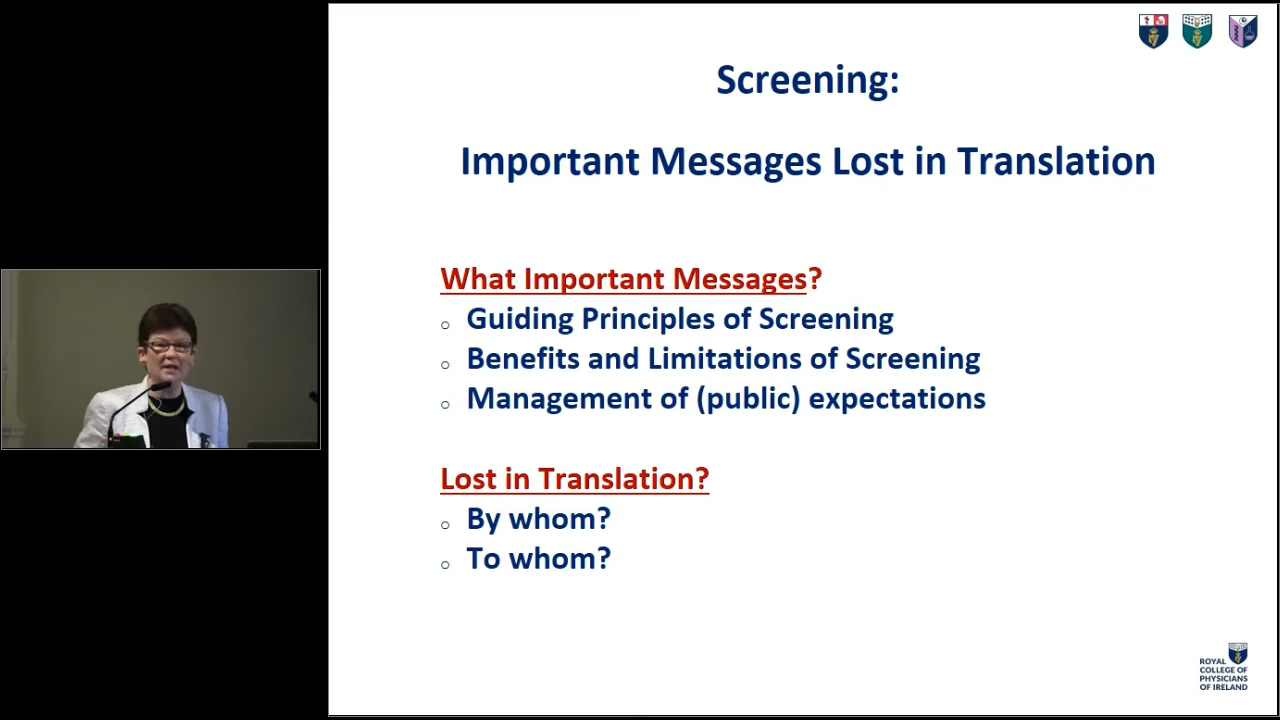 Screening:
Important Messages Lost in Translation
What Important Messages?
o Guiding Principles of Screening
o Benefits and Limitations of Screening
o Management of (public) expectations
Lost in Translation?
o By whom?
o To whom?
ROYAL
COLLEGE OF
PHYSICIANS
OF IRELAND